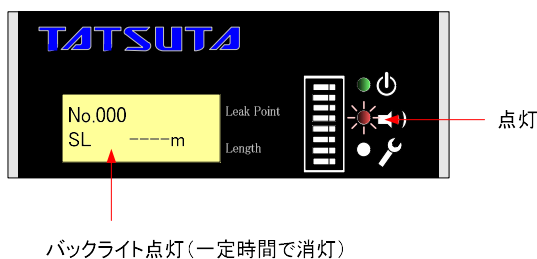 TATSUTA
No.000
SL ----m
Leak Point
Length
点灯
バックライト点灯（一定時間で消灯）